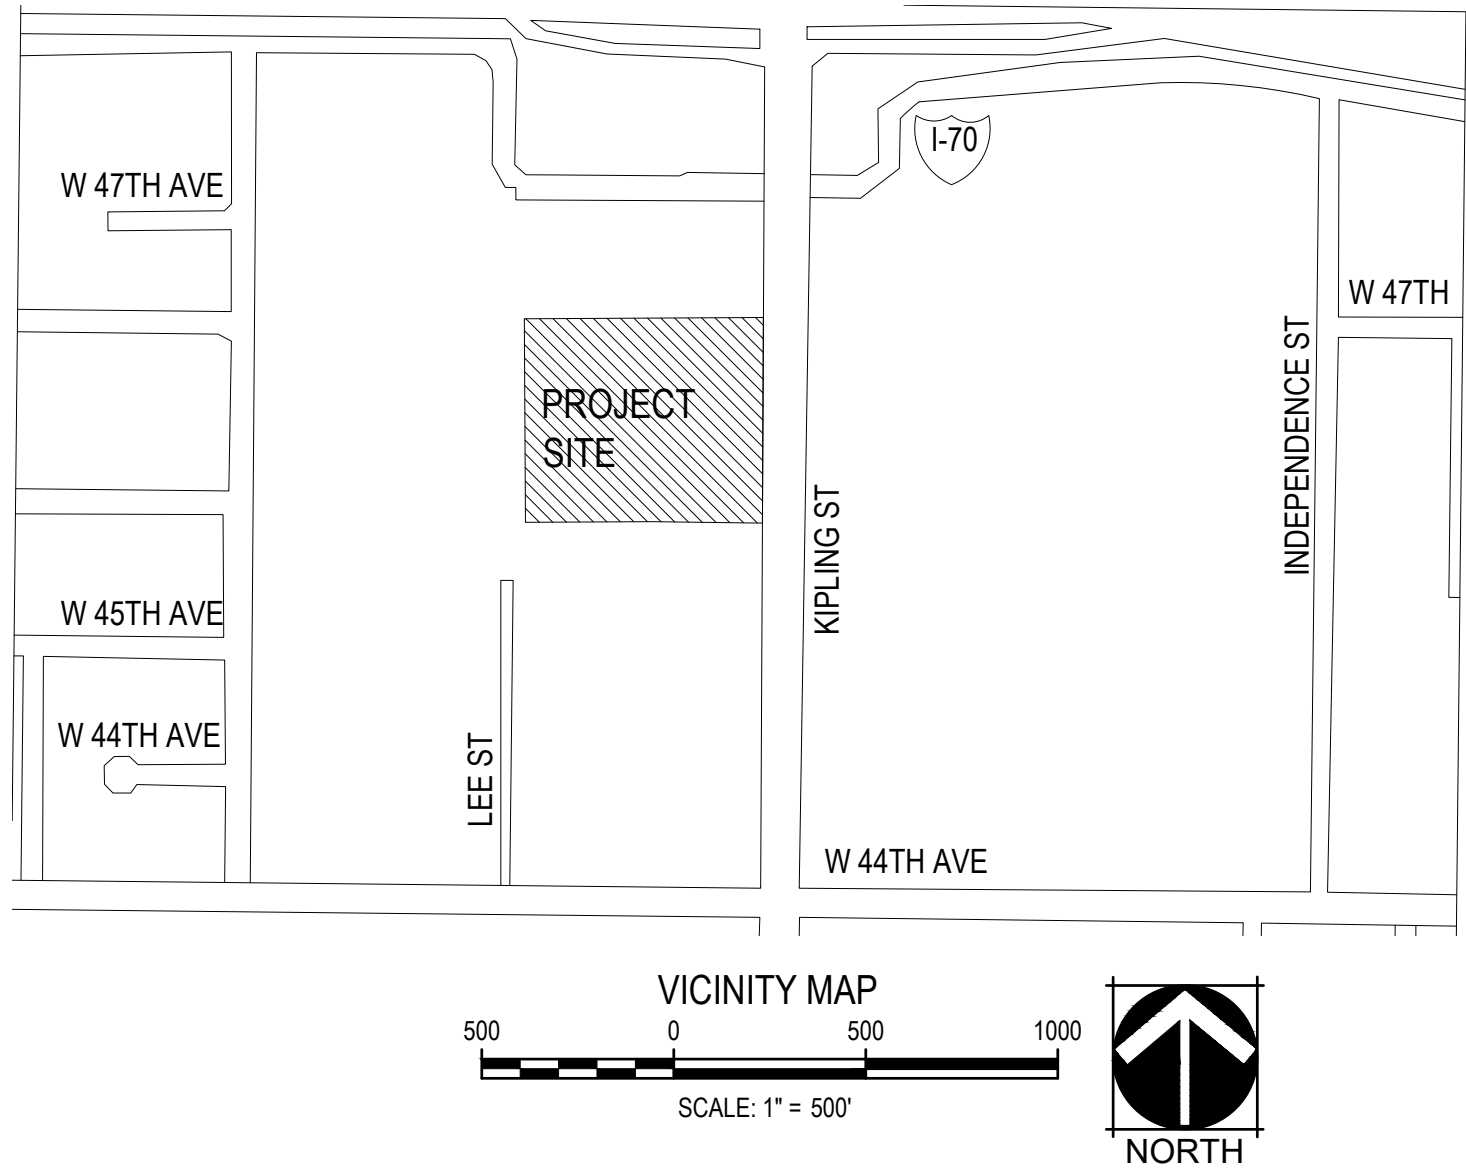 I-70
W 47TH AVE
W 47TH
PROJECT
SITE
INDEPENDENCE ST
KIPLING ST
W 45TH AVE
W 44TH AVE
LEE ST
W 44TH AVE
VICINITY MAP
500 0 500 1000
SCALE: 1" = 500'
NORTH